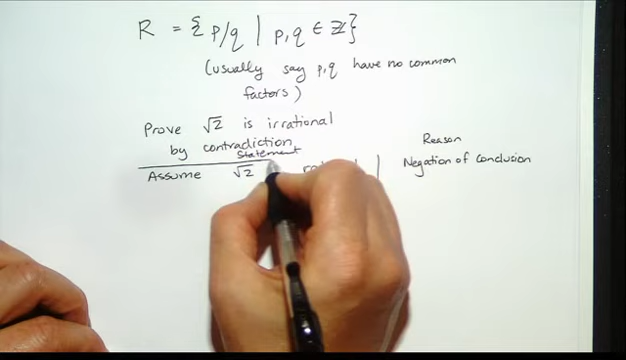 R = { p/q | p,q ∈ ℤ}
(usually say p,q have no common
factors)
Prove √2 is irrational
by contradiction
Statement
Reason
Assume √2
Negation of Conclusion